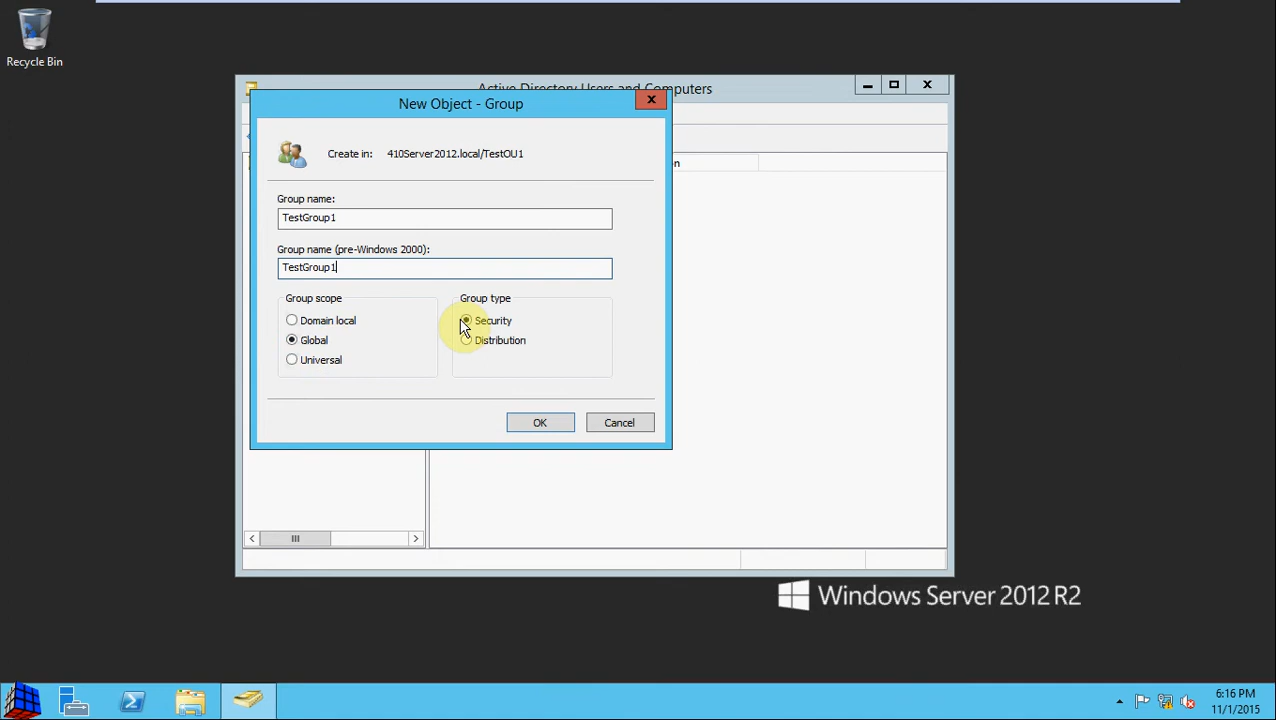 Recycle Bin
Active Directory Users and Computers
New Object - Group
Create in: 410Server2012.local/TestOU1
Group name:
TestGroup1
Group name (pre-Windows 2000):
TestGroup1
Group scope
Domain local
Global
Universal
Group type
Security
Distribution
OK
Cancel
Windows Server 2012 R2
6:16 PM
11/1/2015